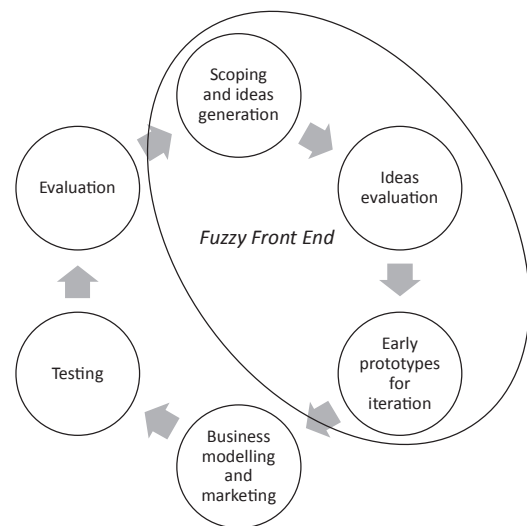 Scoping
and ideas
generation
Ideas
evaluation
Early
prototypes
for
iteration
Business
modelling
and
marketing
Testing
Evaluation
Fuzzy Front End